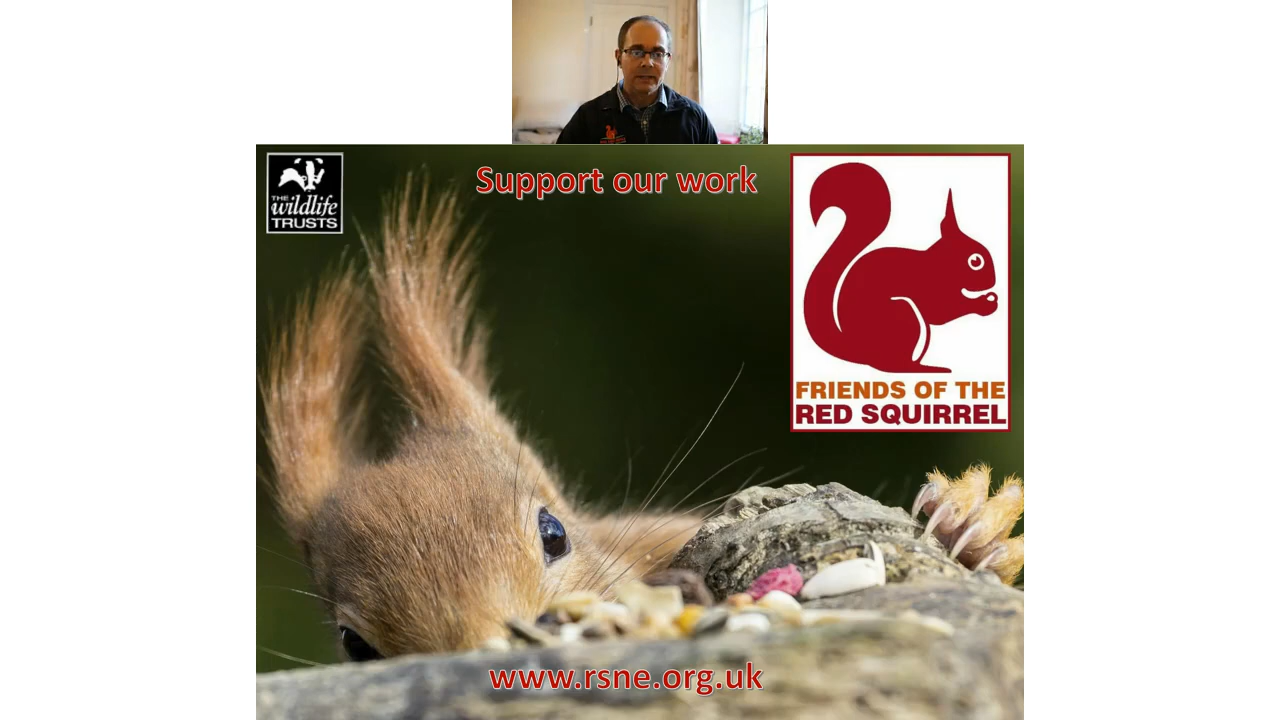 Support our work
THE
wildlife
TRUSTS
FRIENDS OF THE
RED SQUIRREL
www.rsne.org.uk